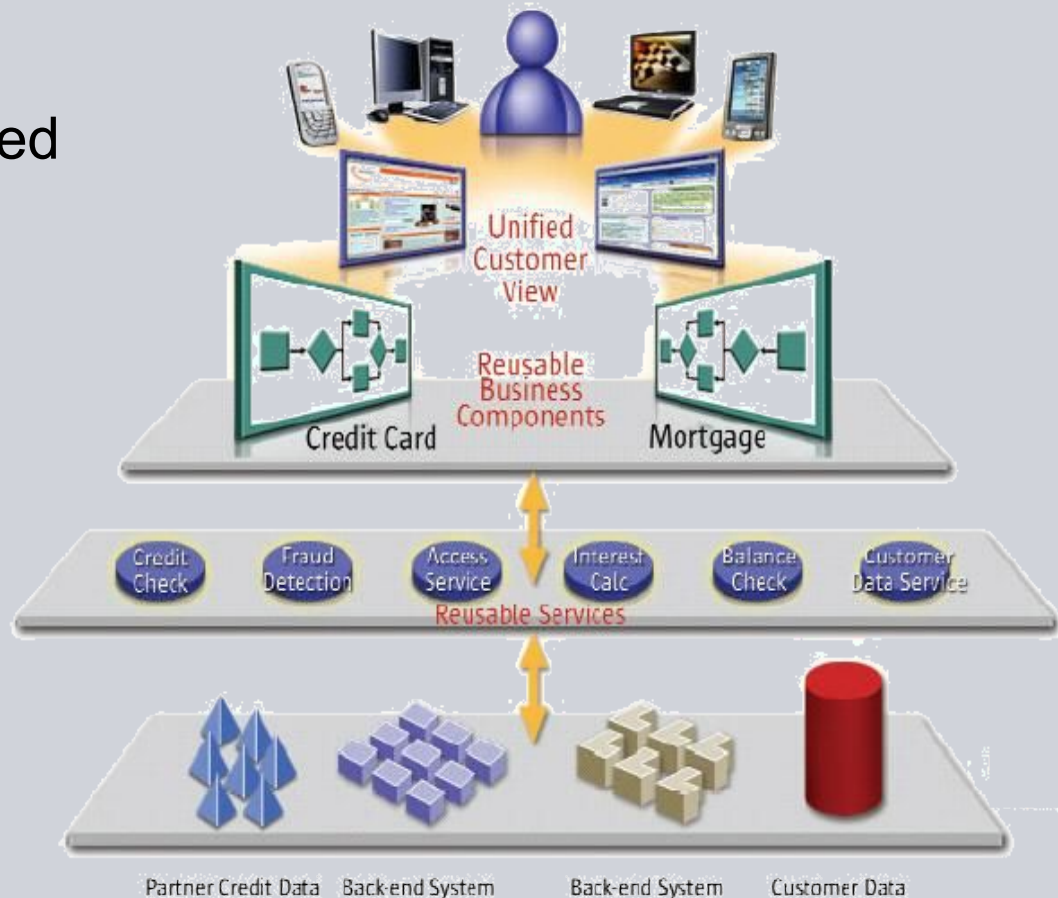 ed
Unified
Customer
View
Reusable
Business
Components
Credit Card
Mortgage
Credit
Check
Fraud
Detection
Access
Service
Interest
Calc
Balance
Check
Customer
Data Service
Reusable Services
Partner Credit Data
Back-end System
Back-end System
Customer Data